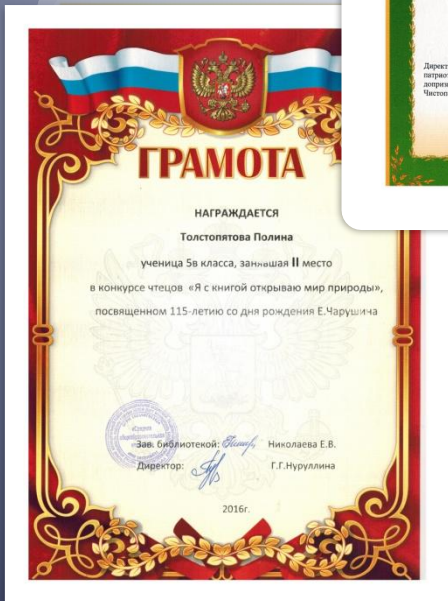 ГРАМОТА
НАГРАЖДАЕТСЯ
Толстопятова Полина
ученица 5в класса, занявшая II место
в конкурсе чтецов «Я с книгой открываю мир природы»,
посвященном 115-летию со дня рождения Е.Чарушина
Зав. библиотекой: Николаева Е.В.
Директор: Г.Г.Нуруллина
2016г.